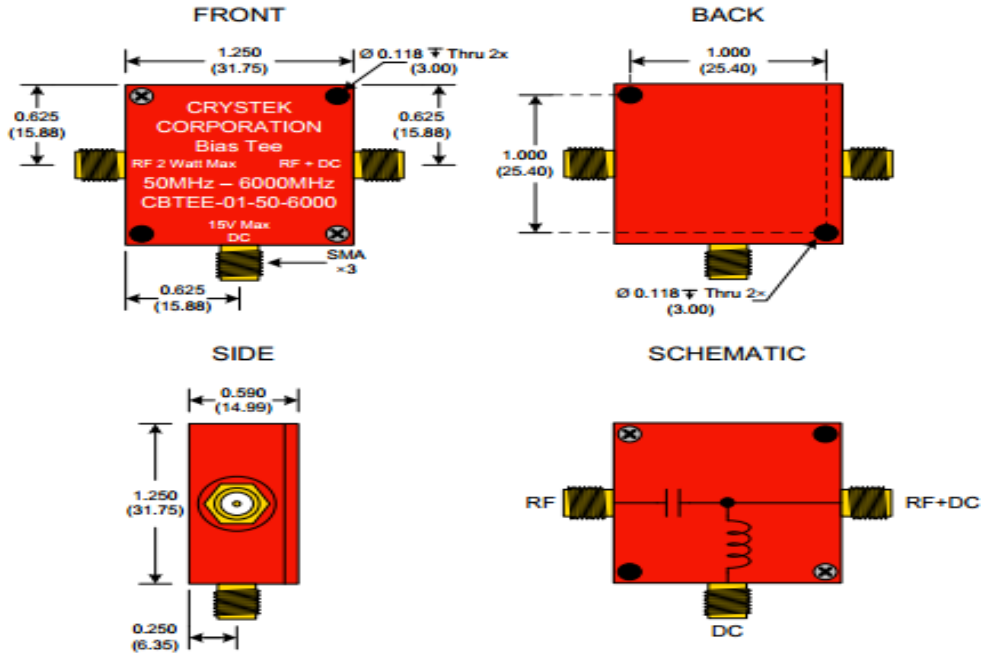 FRONT
1.250
(31.75)
Ø 0.118 ↧ Thru 2x
(3.00)
0.625
(15.88)
0.625
(15.88)
CRYSTEK
CORPORATION
Bias Tee
RF 2 Watt Max
RF + DC
50MHz – 6000MHz
CBTEE-01-50-6000
15V Max
DC
SMA
×3
0.625
(15.88)
BACK
1.000
(25.40)
1.000
(25.40)
Ø 0.118 ↧ Thru 2x
(3.00)
SIDE
0.590
(14.99)
1.250
(31.75)
0.250
(6.35)
SCHEMATIC
RF
RF+DC
DC